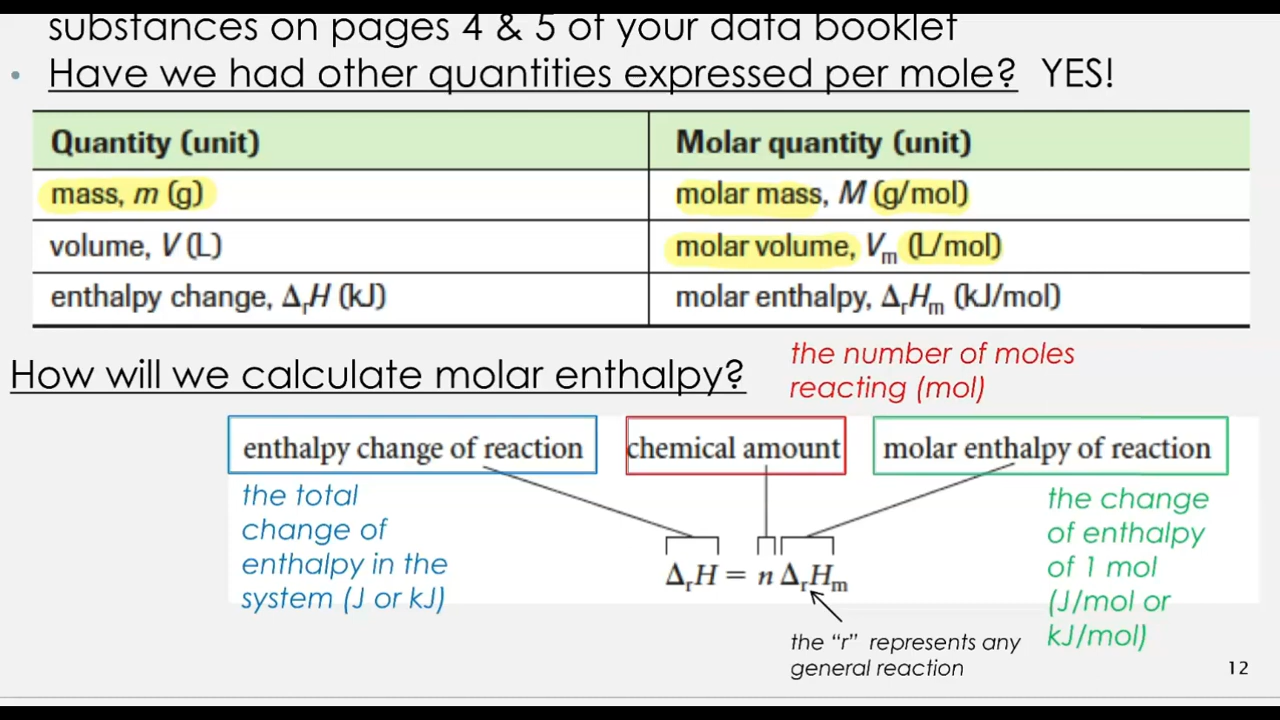 substances on pages 4 & 5 of your data booklet
• Have we had other quantities expressed per mole? YES!
Quantity (unit) Molar quantity (unit)
mass, m (g) molar mass, M (g/mol)
volume, V (L) molar volume, Vₘ (L/mol)
enthalpy change, ΔᵣH (kJ) molar enthalpy, ΔᵣHₘ (kJ/mol)
How will we calculate molar enthalpy?
the number of moles
reacting (mol)
enthalpy change of reaction
chemical amount
molar enthalpy of reaction
the total
change of
enthalpy in the
system (J or kJ)
the change
of enthalpy
of 1 mol
(J/mol or
kJ/mol)
ΔᵣH = n ΔᵣHₘ
the “r” represents any
general reaction
12